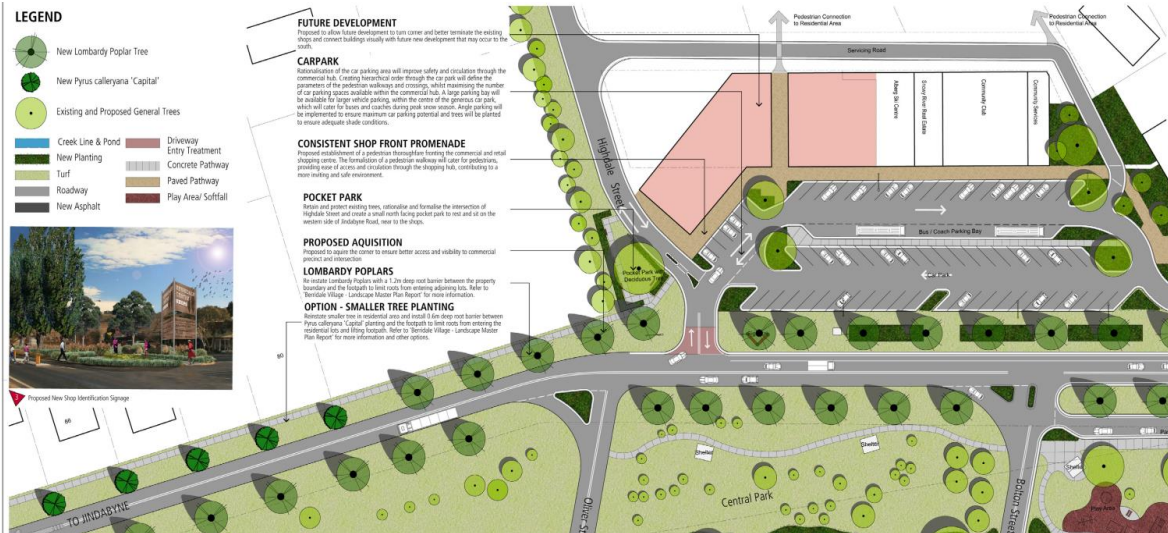 LEGEND
New Lombardy Poplar Tree
New Pyrus calleryana 'Capital'
Existing and Proposed General Trees
Creek Line & Pond
New Planting
Turf
Roadway
New Asphalt
Driveway
Entry Treatment
Concrete Pathway
Paved Pathway
Play Area/ Softfall
3
Proposed New Shop Identification Signage
FUTURE DEVELOPMENT
Proposed to allow future development to turn corner and better terminate the existing
shops and connect buildings visually with future new development that may occur to the
south.
CARPARK
Rationalisation of the car parking area will improve safety and circulation through the
commercial hub. Creating hierarchical order through the car park will define the
parameters of the pedestrian walkways and crossings, whilst maximising the number
of car parking spaces available within the commercial hub. A large parking bay will
be available for larger vehicle parking, within the centre of the generous car park,
which will cater for buses and coaches during peak snow season. Angle parking will
be implemented to ensure maximum car parking potential and trees will be planted
to ensure adequate shade conditions.
CONSISTENT SHOP FRONT PROMENADE
Proposed establishment of a pedestrian thoroughfare fronting the commercial and retail
shopping centre. The formalistion of a pedestrian walkway will cater for pedestrians,
providing ease of access and circulation through the shopping hub, contributing to a
more inviting and safe environment.
POCKET PARK
Retain and protect existing trees, rationalise and formalise the intersection of
Highdale Street and create a small north facing pocket park to rest and sit on the
western side of Jindabyne Road, near to the shops.
PROPOSED AQUISITION
Proposed to aquire the corner to ensure better access and visibility to commercial
precinct and intersection
LOMBARDY POPLARS
Re instate Lombardy Poplars with a 1.2m deep root barrier between the property
boundary and the footpath to limit roots from entering adjoining lots. Refer to
'Berridale Village - Landscape Master Plan Report' for more information.
OPTION - SMALLER TREE PLANTING
Reinstate smaller tree in residential area and install 0.6m deep root barrier between
Pyrus calleryana 'Capital' planting and the footpath to limit roots from entering the
residential lots and lifting footpath. Refer to 'Berridale Village - Landscape Master
Plan Report' for more information and other options.
Pedestrian Connection
to Residential Area
Pedestrian Connection
to Residential Area
Servicing Road
Snowy River Real Estate
Community Club
Community Services
Highdale Street
Bus / Coach Parking Bay
Car Park
Pocket Park with
Deciduous Tree
80
88
TO JINDABYNE
Oliver St
Shelter
Shelter
Central Park
Bolton Street
Shelter
Play Area